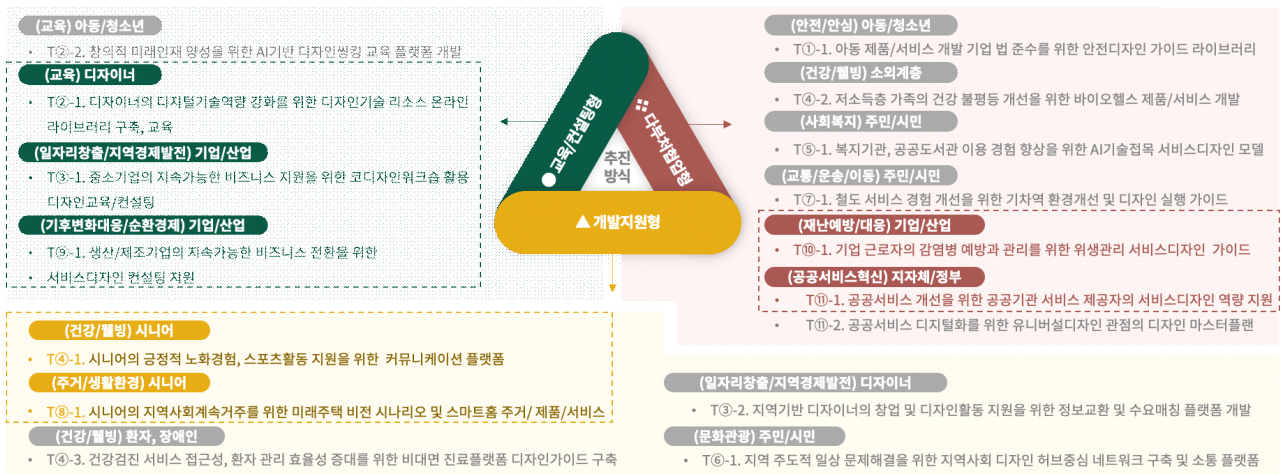 (교육) 아동/청소년
• T②-2. 창의적 미래인재 양성을 위한 AI기반 디자인씽킹 교육 플랫폼 개발
(교육) 디자이너
• T②-1. 디자이너의 디지털기술역량 강화를 위한 디자인기술 리소스 온라인
라이브러리 구축, 교육
(일자리창출/지역경제발전) 기업/산업
• T③-1. 중소기업의 지속가능한 비즈니스 지원을 위한 코디자인워크숍 활용
디자인교육/컨설팅
(기후변화대응/순환경제) 기업/산업
• T⑨-1. 생산/제조기업의 지속가능한 비즈니스 전환을 위한
• 서비스디자인 컨설팅 지원
교육/컨설팅형
다부처협업형
추진
방식
개발지원형
(안전/안심) 아동/청소년
• T①-1. 아동 제품/서비스 개발 기업 법 준수를 위한 안전디자인 가이드 라이브러리
(건강/웰빙) 소외계층
• T④-2. 저소득층 가족의 건강 불평등 개선을 위한 바이오헬스 제품/서비스 개발
(사회복지) 주민/시민
• T⑤-1. 복지기관, 공공도서관 이용 경험 향상을 위한 AI기술접목 서비스디자인 모델
(교통/운송/이동) 주민/시민
• T⑦-1. 철도 서비스 경험 개선을 위한 기차역 환경개선 및 디자인 실행 가이드
(재난예방/대응) 기업/산업
• T⑩-1. 기업 근로자의 감염병 예방과 관리를 위한 위생관리 서비스디자인 가이드
(공공서비스혁신) 지자체/정부
• T⑪-1. 공공서비스 개선을 위한 공공기관 서비스 제공자의 서비스디자인 역량 지원
• T⑪-2. 공공서비스 디지털화를 위한 유니버설디자인 관점의 디자인 마스터플랜
(건강/웰빙) 시니어
• T④-1. 시니어의 긍정적 노화경험, 스포츠활동 지원을 위한 커뮤니케이션 플랫폼
(주거/생활환경) 시니어
• T⑧-1. 시니어의 지역사회계속거주를 위한 미래주택 비전 시나리오 및 스마트홈 주거/ 제품/서비스
(건강/웰빙) 환자, 장애인
• T④-3. 건강검진 서비스 접근성, 환자 관리 효율성 증대를 위한 비대면 진료플랫폼 디자인가이드 구축
(일자리창출/지역경제발전) 디자이너
• T③-2. 지역기반 디자이너의 창업 및 디자인활동 지원을 위한 정보교환 및 수요매칭 플랫폼 개발
(문화관광) 주민/시민
• T⑥-1. 지역 주도적 일상 문제해결을 위한 지역사회 디자인 허브중심 네트워크 구축 및 소통 플랫폼